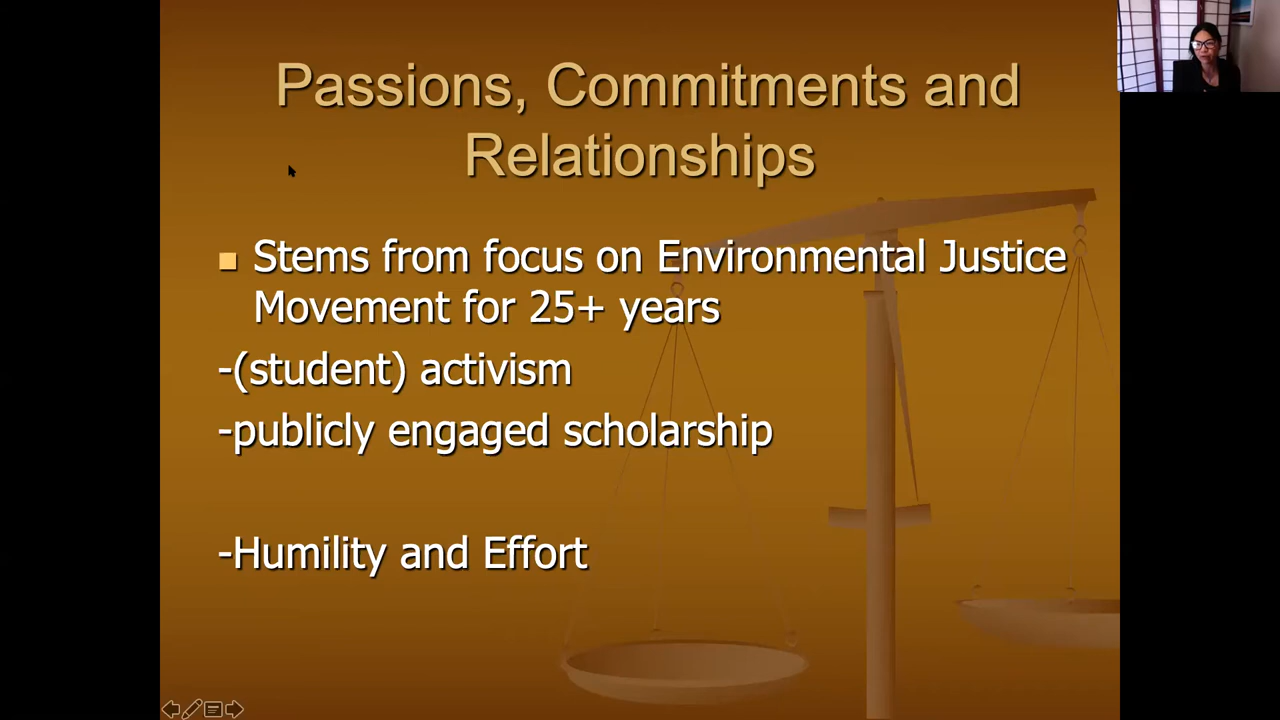 Passions, Commitments and
Relationships
Stems from focus on Environmental Justice
Movement for 25+ years
-(student) activism
-publicly engaged scholarship
-Humility and Effort